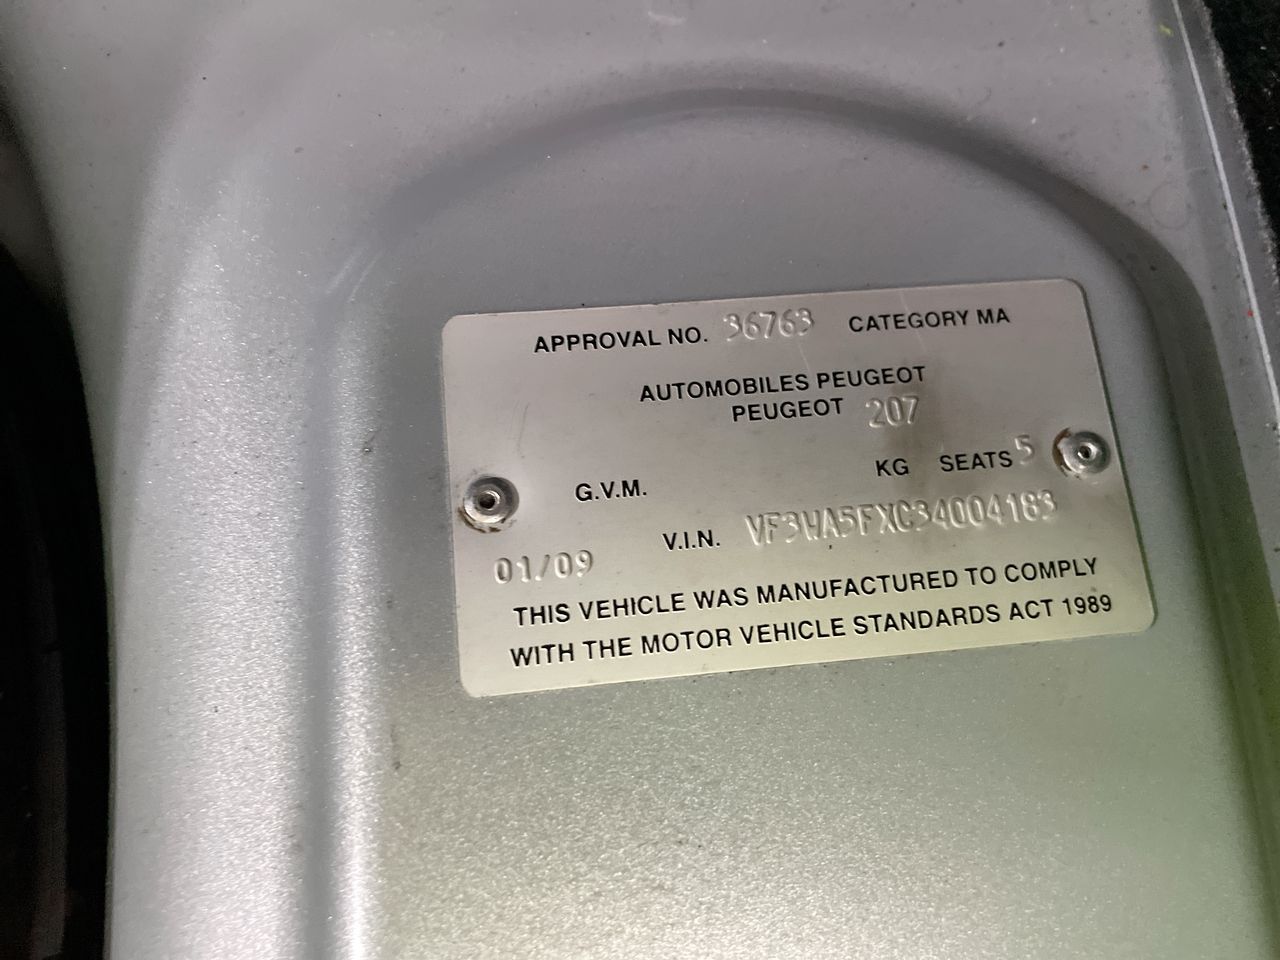 APPROVAL NO. 36763 CATEGORY MA
AUTOMOBILES PEUGEOT
PEUGEOT 207
G.V.M. KG SEATS 5
01/09 V.I.N. VF3WA5FXC34004183
THIS VEHICLE WAS MANUFACTURED TO COMPLY
WITH THE MOTOR VEHICLE STANDARDS ACT 1989